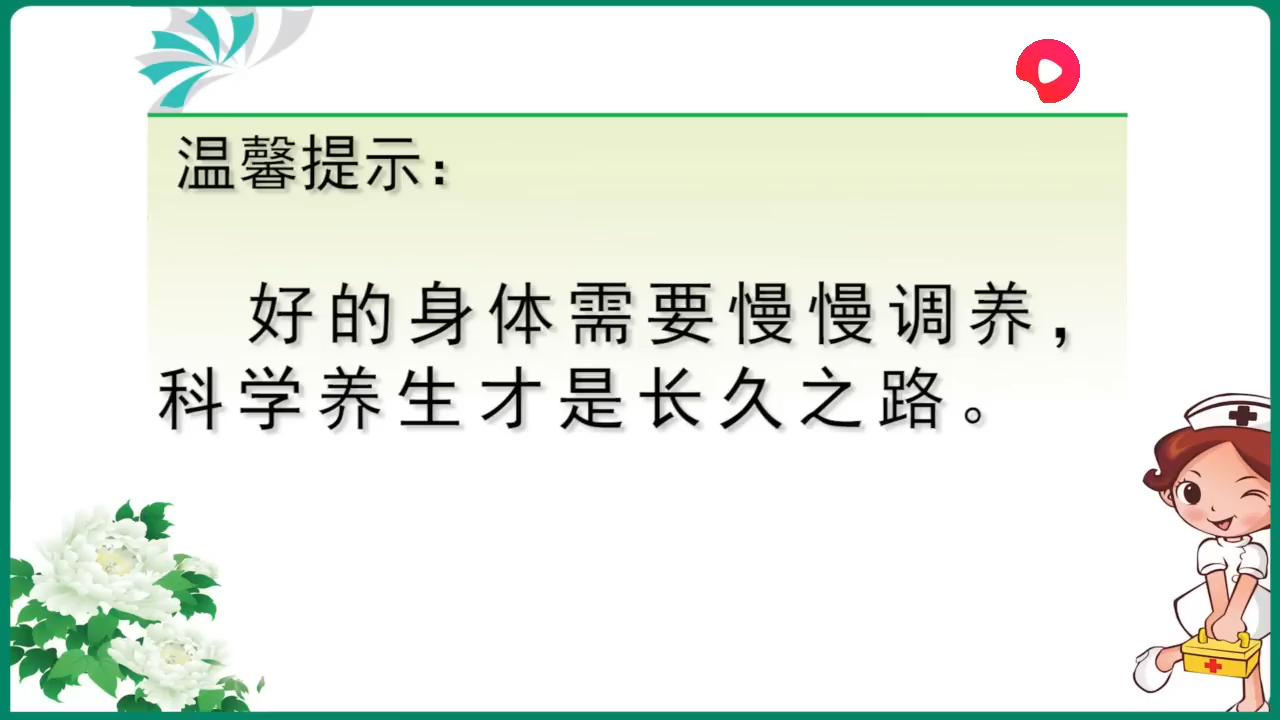 温馨提示：
好的身体需要慢慢调养，
科学养生才是长久之路。